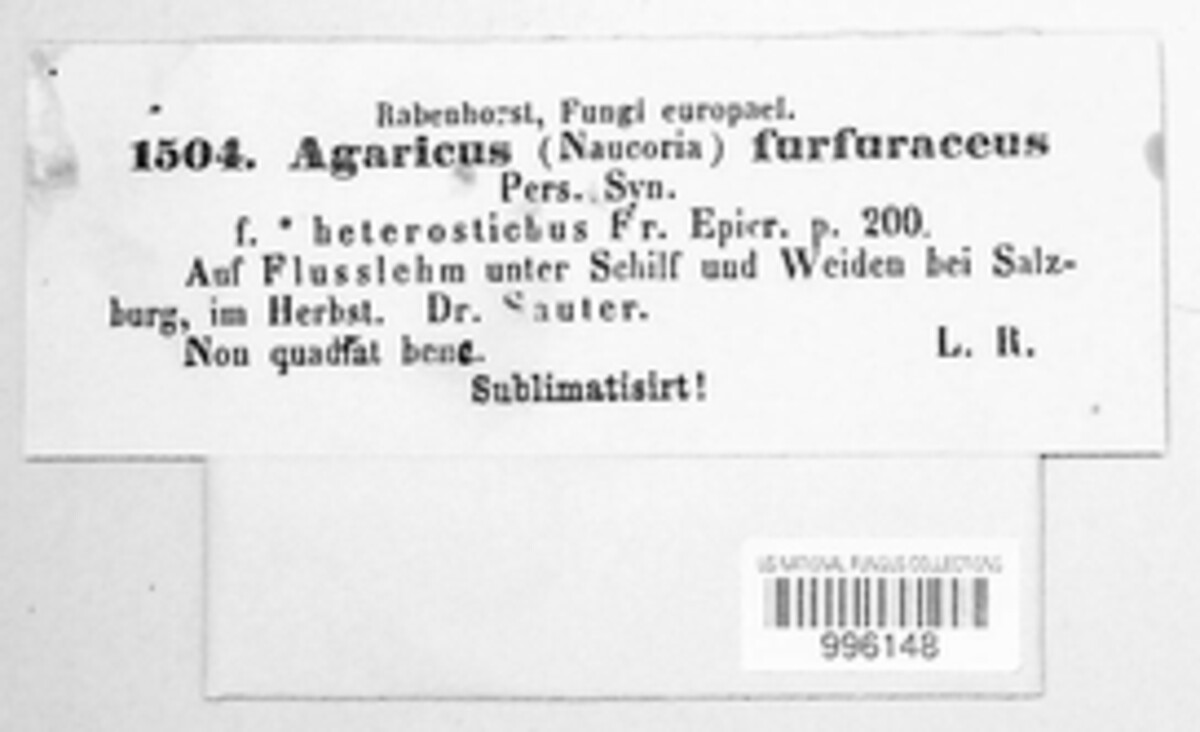 Rabenhorst, Fungi europaei.
1504. Agaricus (Naucoria) furfuraceus
Pers. Syn.
f. * heterostichus Fr. Epicr. p. 200.
Auf Flusslehm unter Schilf und Weiden bei Salz-
burg, im Herbst. Dr. Sauter.
Non quadrat bene. L. R.
Sublimatisirt!
US NATIONAL FUNGUS COLLECTIONS
996148